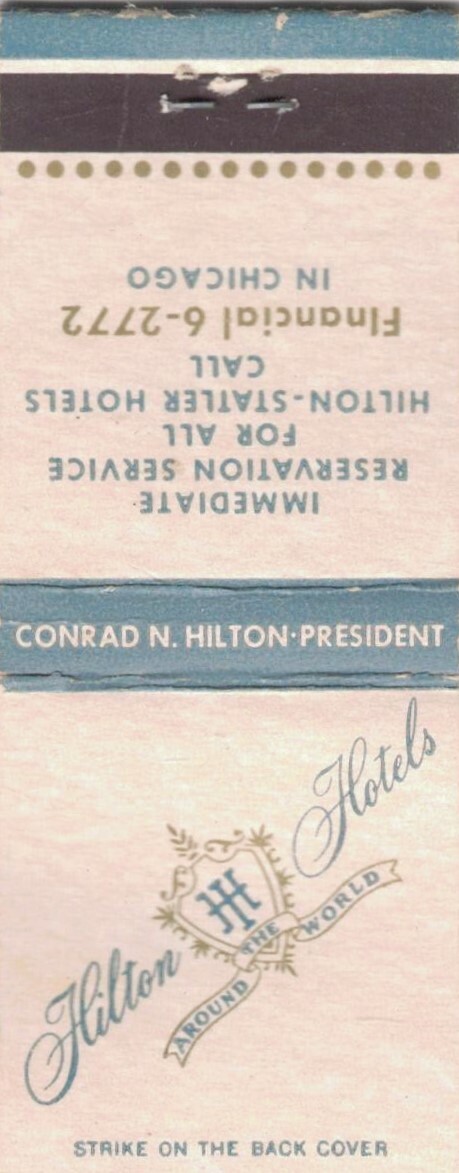 IMMEDIATE
RESERVATION SERVICE
FOR ALL
HILTON-STATLER HOTELS
CALL
FInancial 6-2772
IN CHICAGO
CONRAD N. HILTON·PRESIDENT
Hilton Hotels
H
AROUND THE WORLD
STRIKE ON THE BACK COVER